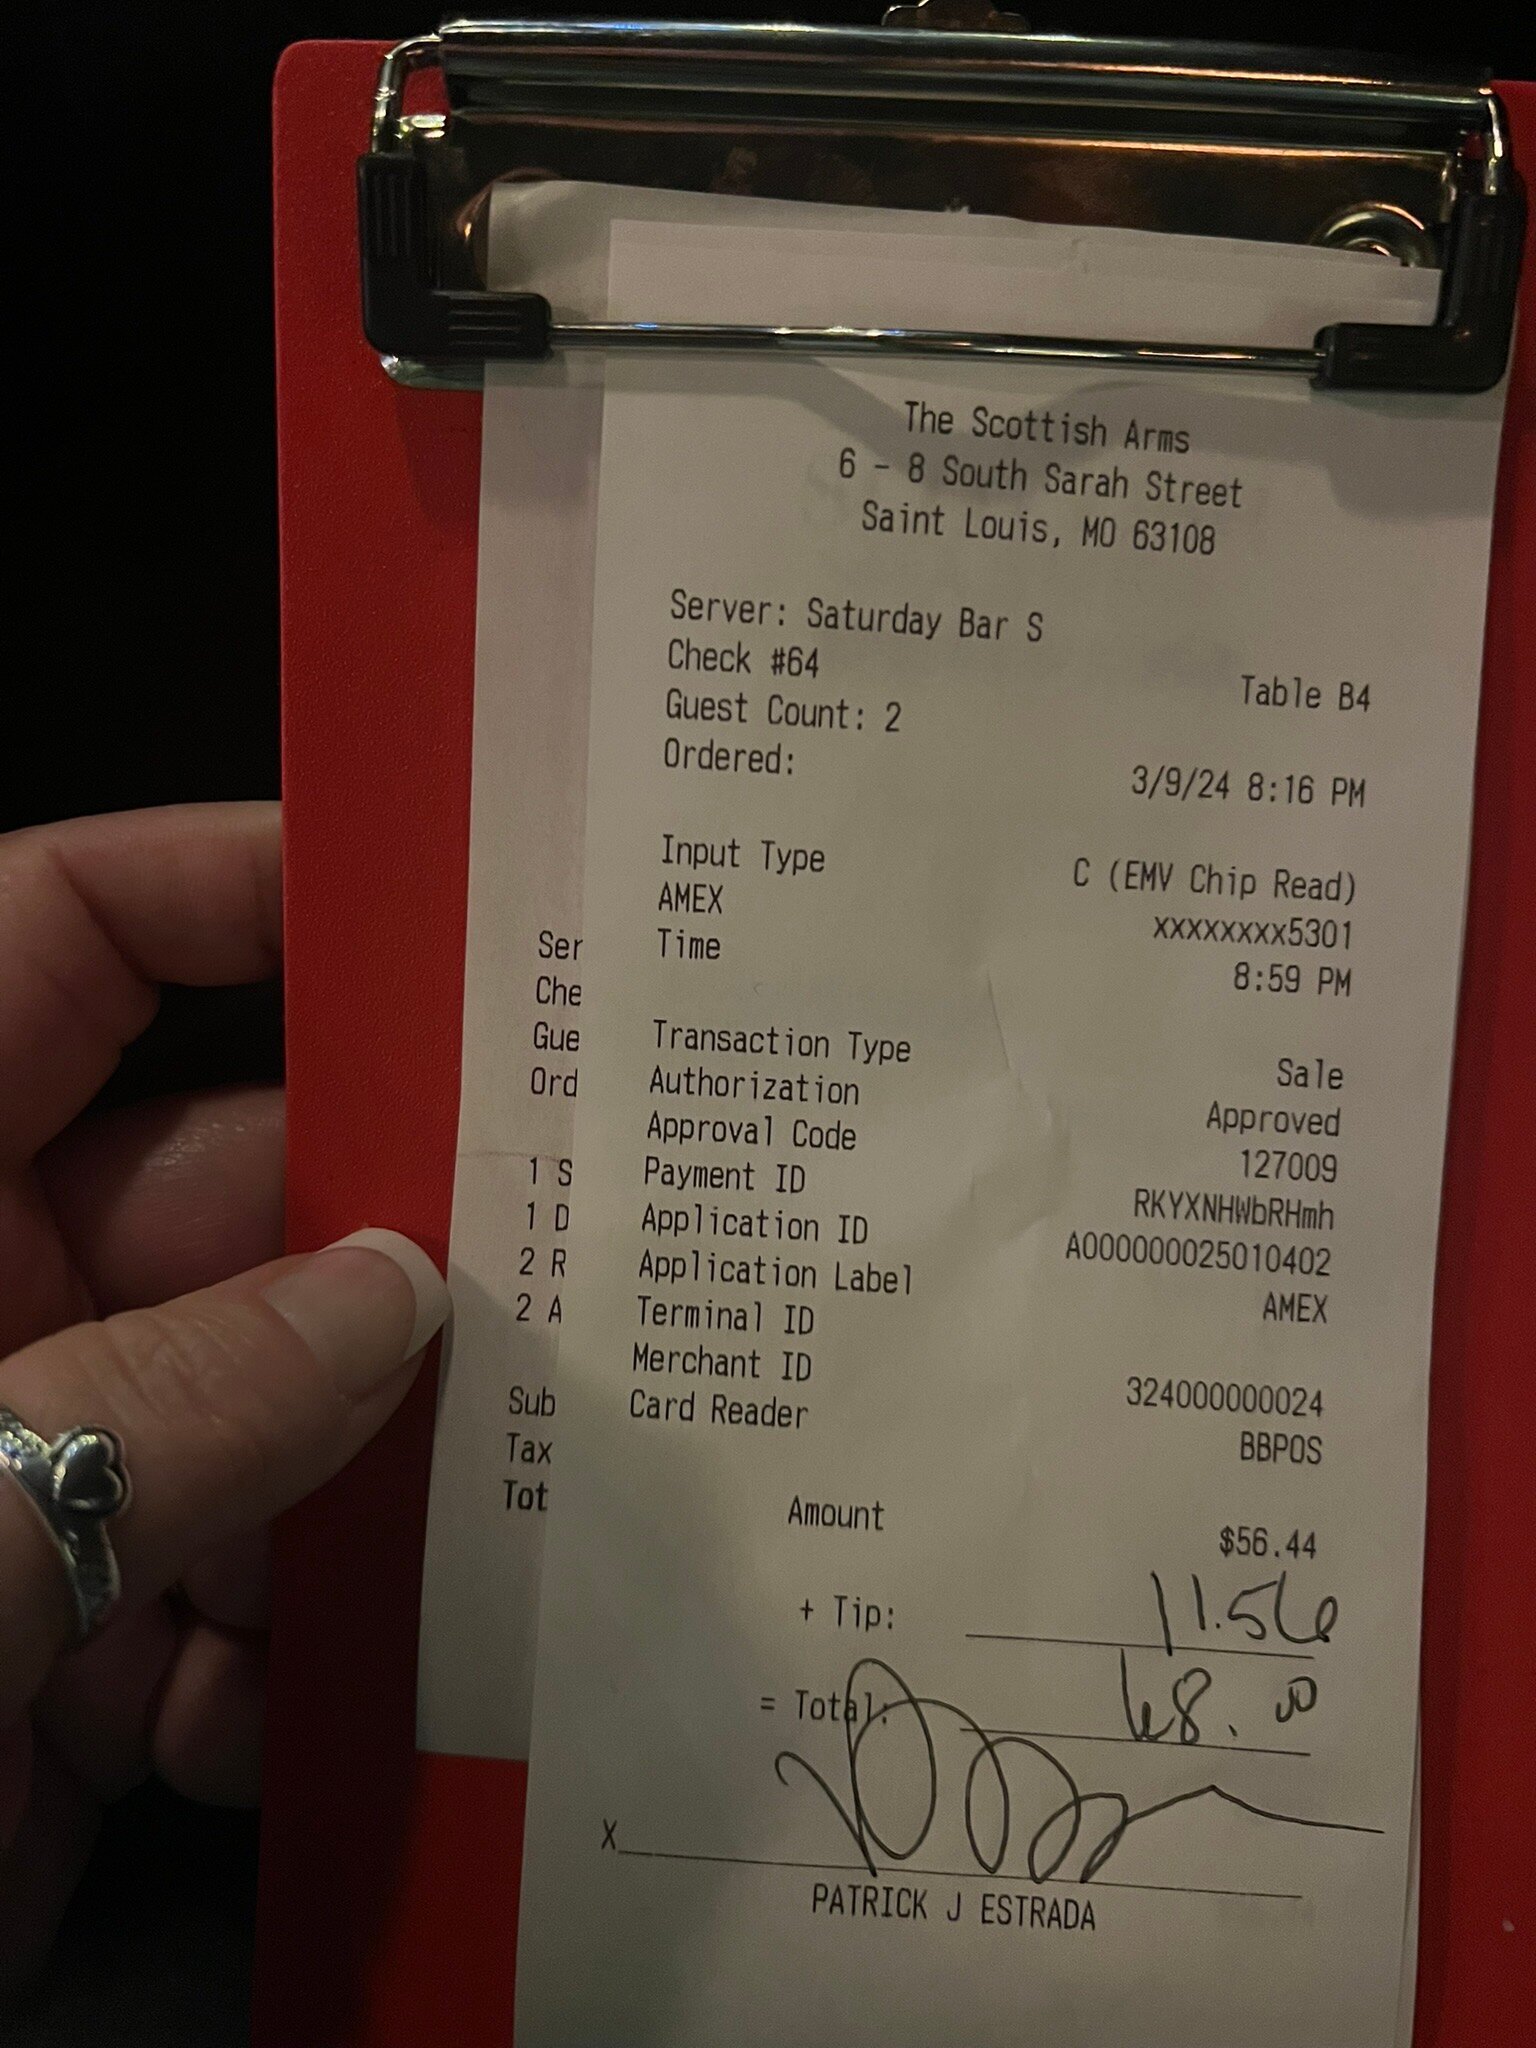 The Scottish Arms
6 - 8 South Sarah Street
Saint Louis, MO 63108
Server: Saturday Bar S
Check #64 Table B4
Guest Count: 2
Ordered: 3/9/24 8:16 PM
Input Type C (EMV Chip Read)
AMEX xxxxxxxx5301
Time 8:59 PM
Transaction Type Sale
Authorization Approved
Approval Code 127009
Payment ID RKYXNHWbRHmh
Application ID A000000025010402
Application Label AMEX
Terminal ID
Merchant ID 324000000024
Card Reader BBPOS
Amount $56.44
+ Tip: 11.56
= Total: 68.00
X
PATRICK J ESTRADA
Ser
Che
Gue
Ord
1 S
1 D
2 R
2 A
Sub
Tax
Tot